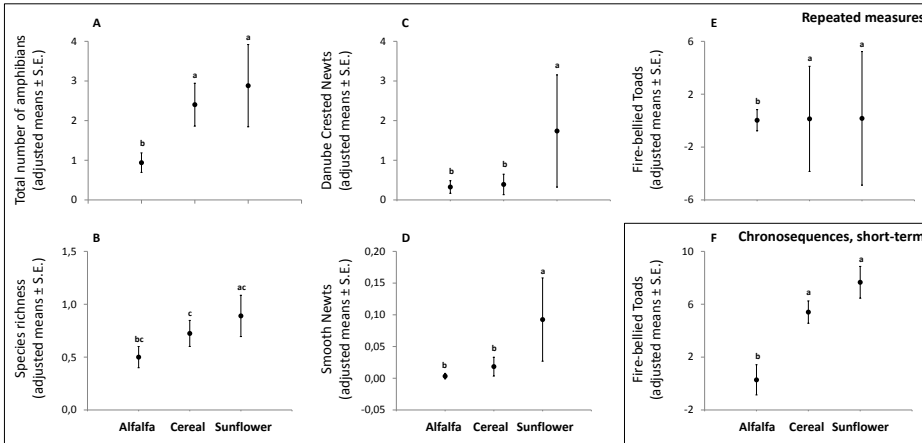 A
Total number of amphibians
(adjusted means ± S.E.)
4
3
2
1
0
b
a
a
C
Danube Crested Newts
(adjusted means ± S.E.)
4
3
2
1
0
b
b
a
E
Repeated measures
Fire-bellied Toads
(adjusted means ± S.E.)
6
2
-2
-6
b
a
a
B
Species richness
(adjusted means ± S.E.)
1,5
1,0
0,5
0,0
bc
c
ac
Alfalfa Cereal Sunflower
D
Smooth Newts
(adjusted means ± S.E.)
0,20
0,15
0,10
0,05
0,00
-0,05
b
b
a
Alfalfa Cereal Sunflower
F
Chronosequences, short-term
Fire-bellied Toads
(adjusted means ± S.E.)
10
6
2
-2
b
a
a
Alfalfa Cereal Sunflower